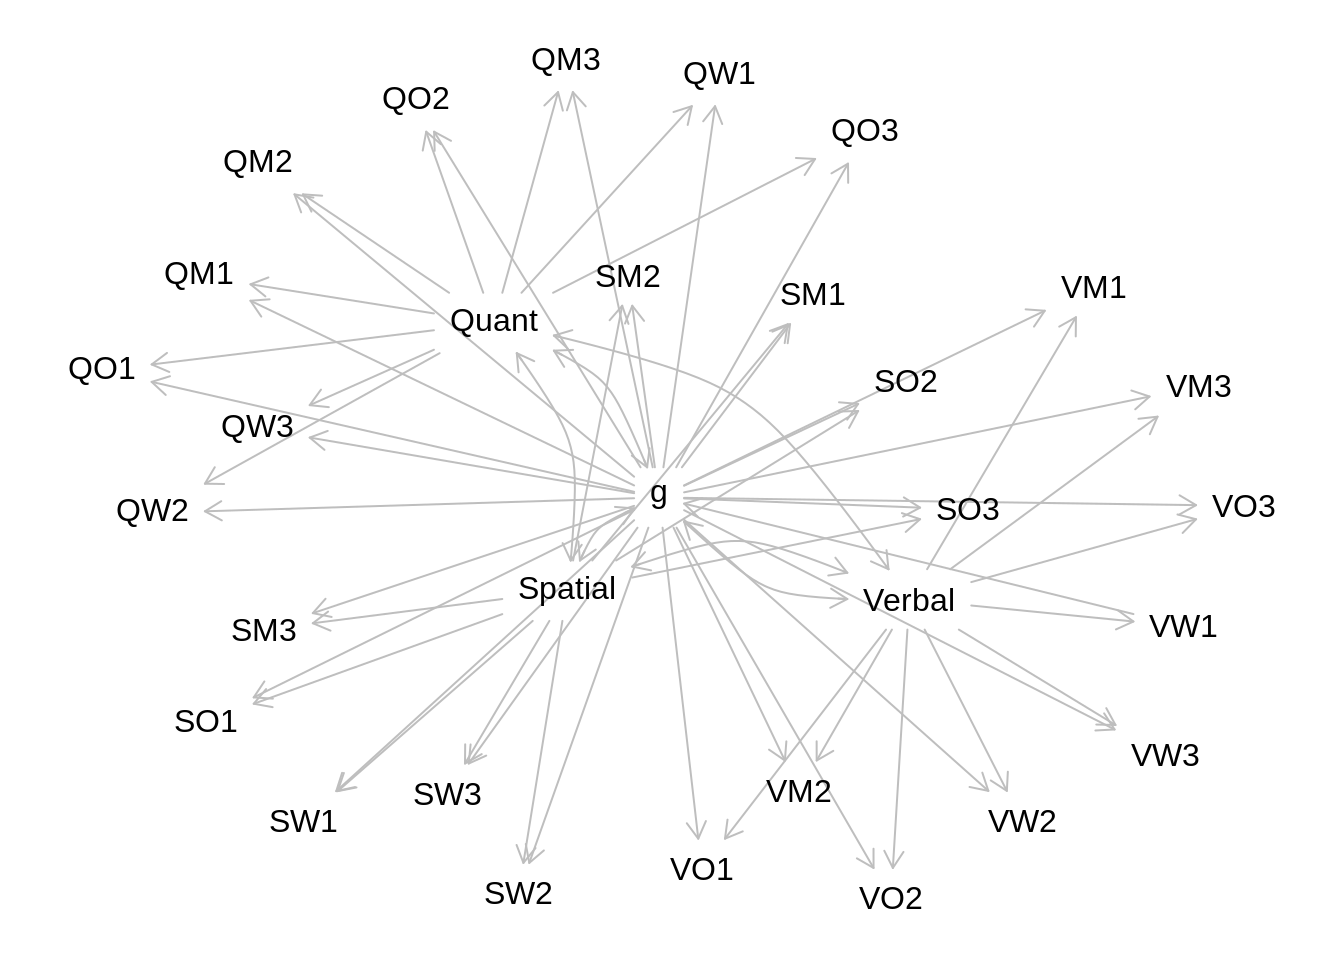 QM3
QW1
QO2
QO3
QM2
QM1
SM2
VM1
SM1
Quant
QO1
SO2
VM3
QW3
g
QW2
SO3
VO3
Spatial
Verbal
SM3
VW1
SO1
VW3
SW3
VM2
SW1
VW2
VO1
SW2
VO2